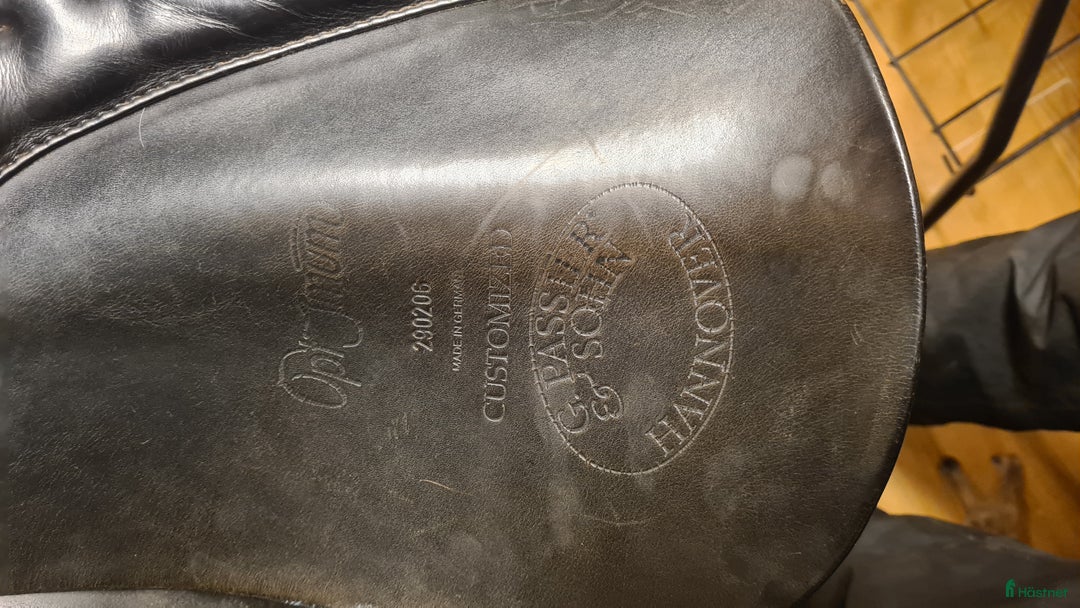 G. PASSIER
& SOHN
HANNOVER
CUSTOMIZED
MADE IN GERMANY
290206
Optimum
Hästnet